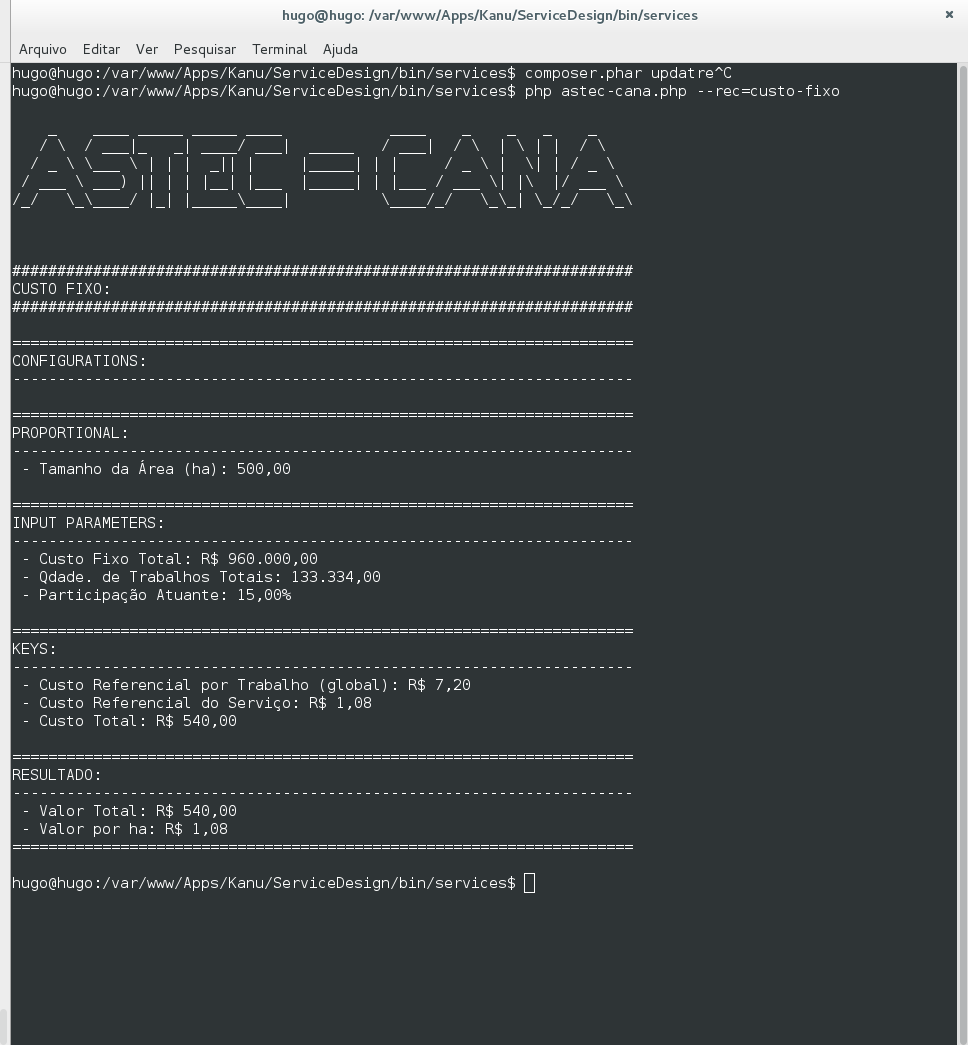 hugo@hugo: /var/www/Apps/Kanu/ServiceDesign/bin/services
Arquivo Editar Ver Pesquisar Terminal Ajuda
hugo@hugo:/var/www/Apps/Kanu/ServiceDesign/bin/services$ composer.phar updatre^C
hugo@hugo:/var/www/Apps/Kanu/ServiceDesign/bin/services$ php astec-cana.php --rec=custo-fixo
ASTEC - CANA
#####################################################################
CUSTO FIXO:
#####################################################################
=====================================================================
CONFIGURATIONS:
---------------------------------------------------------------------
=====================================================================
PROPORTIONAL:
---------------------------------------------------------------------
- Tamanho da Área (ha): 500,00
=====================================================================
INPUT PARAMETERS:
---------------------------------------------------------------------
- Custo Fixo Total: R$ 960.000,00
- Qdade. de Trabalhos Totais: 133.334,00
- Participação Atuante: 15,00%
=====================================================================
KEYS:
---------------------------------------------------------------------
- Custo Referencial por Trabalho (global): R$ 7,20
- Custo Referencial do Serviço: R$ 1,08
- Custo Total: R$ 540,00
=====================================================================
RESULTADO:
---------------------------------------------------------------------
- Valor Total: R$ 540,00
- Valor por ha: R$ 1,08
=====================================================================
hugo@hugo:/var/www/Apps/Kanu/ServiceDesign/bin/services$